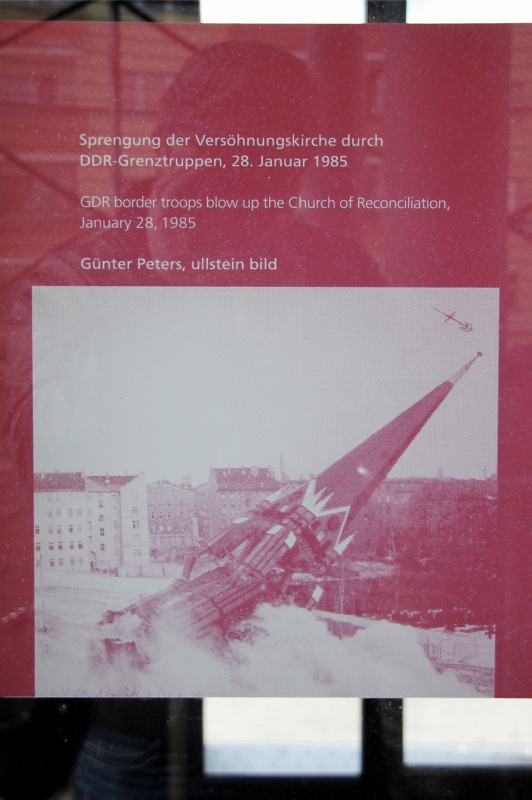 Sprengung der Versöhnungskirche durch
DDR-Grenztruppen, 28. Januar 1985
GDR border troops blow up the Church of Reconciliation,
January 28, 1985
Günter Peters, ullstein bild